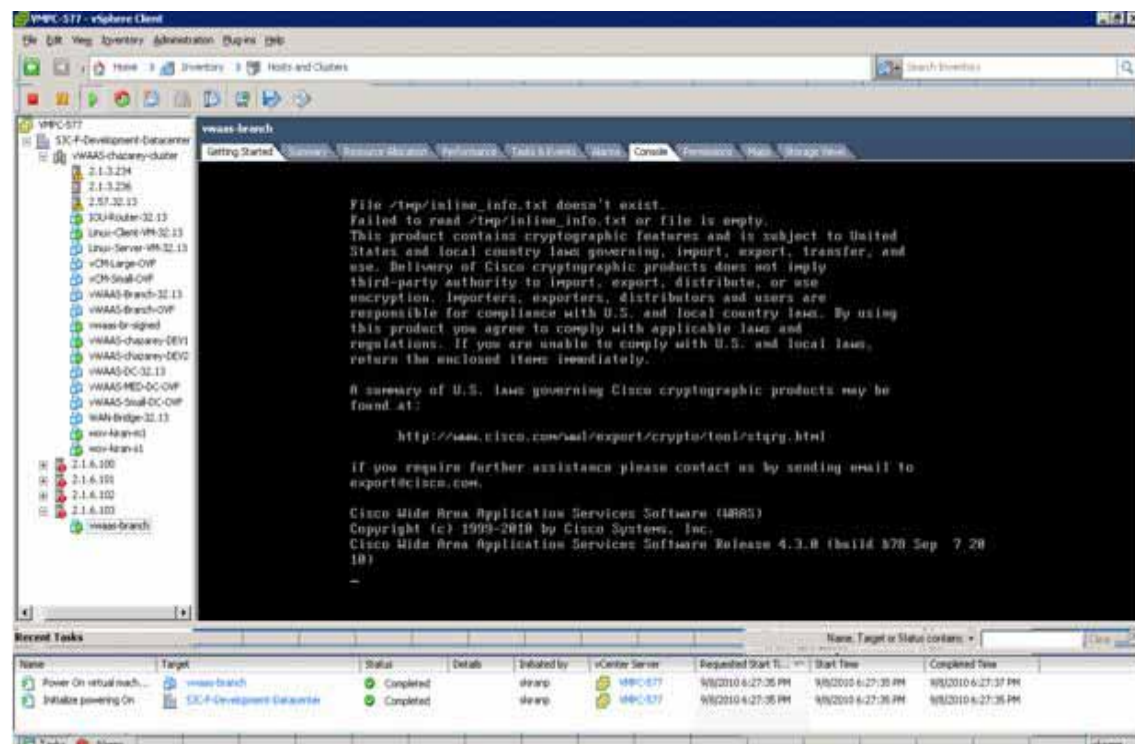 VMPC-577 - vSphere Client
File Edit View Inventory Administration Plug-ins Help
Home Inventory Hosts and Clusters
Search Inventory
VMPC-577
SJC-F-Development-Datacenter
vWAAS-chazarey-cluster
2.1.3.234
2.1.3.236
2.57.32.13
IOU-Router-32.13
Linux-Client-VM-32.13
Linux-Server-VM-32.13
vCM-Large-OVF
vCM-Small-OVF
vWAAS-Branch-32.13
vWAAS-Branch-OVF
vwaas-br-signed
vWAAS-chazarey-DEV1
vWAAS-chazarey-DEV2
vWAAS-DC-32.13
vWAAS-MED-DC-OVF
vWAAS-Small-DC-OVF
WAN-Bridge-32.13
2.1.6.100
2.1.6.101
2.1.6.102
2.1.6.103
vwaas-branch
vwaas-branch
Getting Started Summary Resource Allocation Performance Tasks & Events Alarms Console Permissions Maps Storage Views
File /tmp/inline_info.txt doesn't exist.
Failed to read /tmp/inline_info.txt or file is empty.
This product contains cryptographic features and is subject to United
States and local country laws governing, import, export, transfer, and
use. Delivery of Cisco cryptographic products does not imply
third-party authority to import, export, distribute, or use
encryption. Importers, exporters, distributors and users are
responsible for compliance with U.S. and local country laws. By using
this product you agree to comply with applicable laws and
regulations. If you are unable to comply with U.S. and local laws,
return the enclosed items immediately.
A summary of U.S. laws governing Cisco cryptographic products may be
found at:
http://www.cisco.com/wwl/export/crypto/tool/stqrg.html
if you require further assistance please contact us by sending email to
export@cisco.com.
Cisco Wide Area Application Services Software (WAAS)
Copyright (c) 1999-2010 by Cisco Systems, Inc.
Cisco Wide Area Application Services Software Release 4.3.0 (build b70 Sep 7 20
10)
Recent Tasks
Name, Target or Status contains: Clear
Name Target Status Details Initiated by vCenter Server Requested Start Ti... Start Time Completed Time
Power On virtual mach... vwaas-branch Completed VMPC-577 9/8/2010 6:27:35 PM 9/8/2010 6:27:35 PM 9/8/2010 6:27:37 PM
Initialize powering On SJC-F-Development-Datacenter Completed VMPC-577 9/8/2010 6:27:35 PM 9/8/2010 6:27:35 PM 9/8/2010 6:27:35 PM
Tasks Alarms